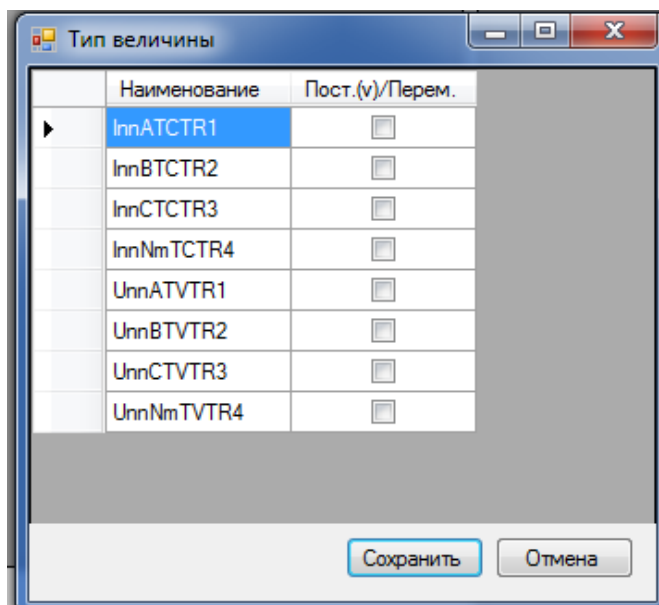 Тип величины
Наименование Пост.(v)/Перем.
InnATCTR1
InnBTCTR2
InnCTCTR3
InnNmTCTR4
UnnATVTR1
UnnBTVTR2
UnnCTVTR3
UnnNmTVTR4
Сохранить Отмена